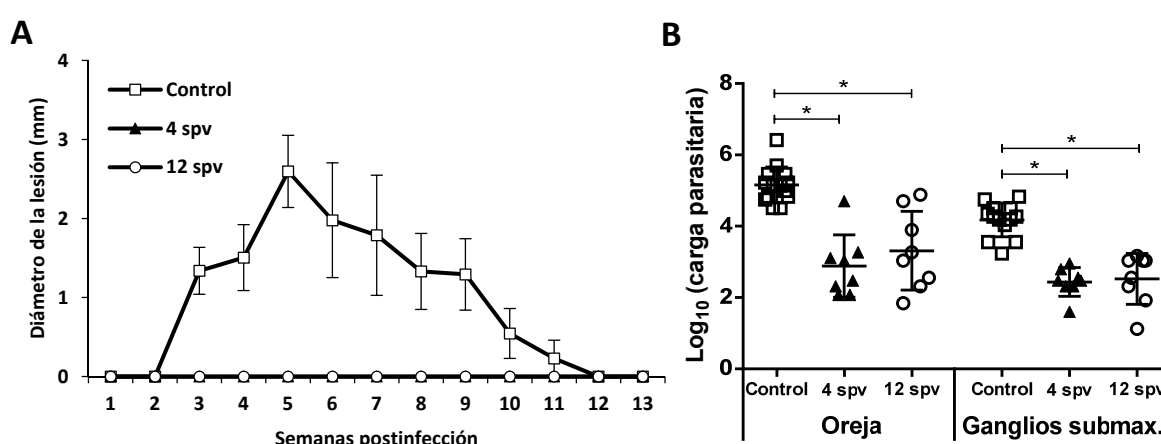 A
Diámetro de la lesión (mm)
4
3
2
1
0
Control
4 spv
12 spv
1 2 3 4 5 6 7 8 9 10 11 12 13
Semanas postinfección
B
Log10 (carga parasitaria)
8
6
4
2
0
* *
* *
Control 4 spv 12 spv Control 4 spv 12 spv
Oreja Ganglios submax.